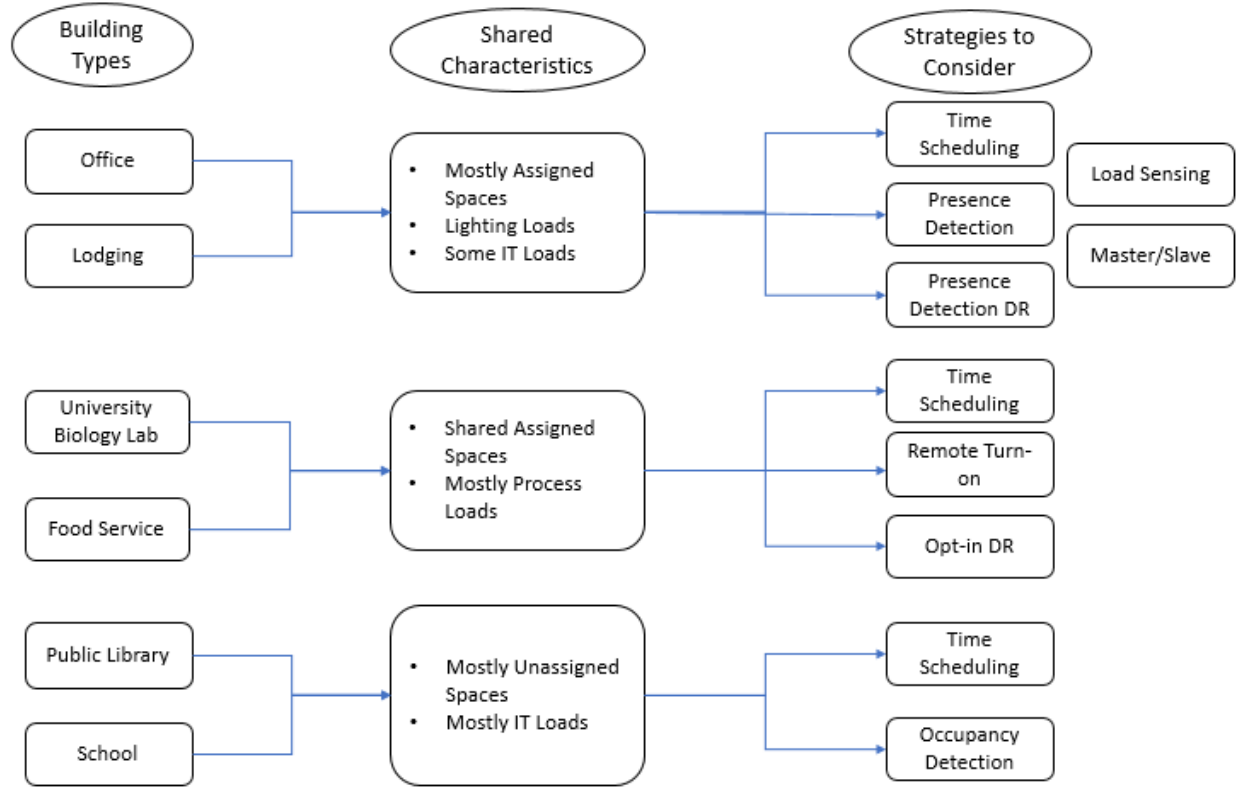 Building
Types
Shared
Characteristics
Strategies to
Consider
Office
Lodging
• Mostly Assigned
Spaces
• Lighting Loads
• Some IT Loads
Time
Scheduling
Presence
Detection
Presence
Detection DR
Load Sensing
Master/Slave
University
Biology Lab
Food Service
• Shared Assigned
Spaces
• Mostly Process
Loads
Time
Scheduling
Remote Turn-
on
Opt-in DR
Public Library
School
• Mostly Unassigned
Spaces
• Mostly IT Loads
Time
Scheduling
Occupancy
Detection